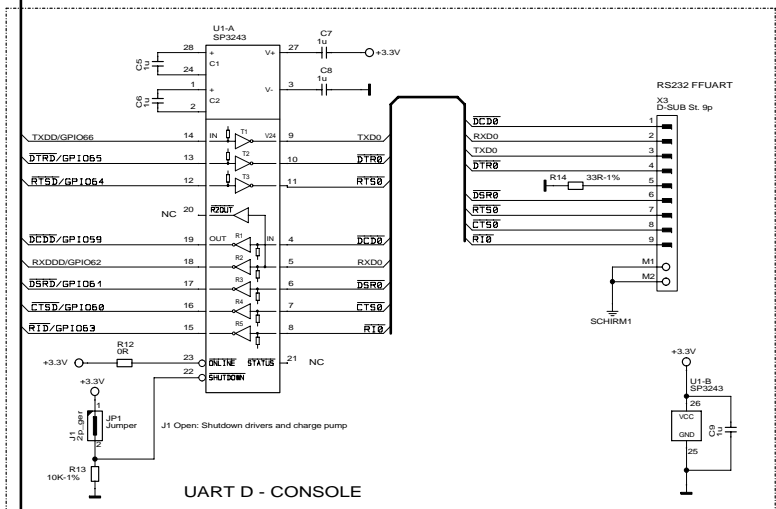 U1-A
SP3243
28
+
V+
27
C7
1u
+3.3V
C5
1u
C1
24
1
+
V-
3
C8
1u
C6
1u
C2
2
RS232 FFUART
X3
D-SUB St. 9p
TXDD/GPIO66
14
IN
T1
V24
9
TXD0
DTRD/GPIO65
13
T2
10
DTR0
RTSD/GPIO64
12
T3
11
RTS0
NC
20
R2OUT
DCDD/GPIO59
19
OUT
R1
IN
4
DCD0
RXDDD/GPIO62
18
R2
5
RXD0
DSRD/GPIO61
17
R3
6
DSR0
CTSD/GPIO60
16
R4
7
CTS0
RID/GPIO63
15
R5
8
RI0
DCD0
1
RXD0
2
TXD0
3
DTR0
4
R14
33R-1%
5
DSR0
6
RTS0
7
CTS0
8
RI0
9
M1
M2
SCHIRM1
+3.3V
R12
0R
23
ONLINE
STATUS
21
NC
22
SHUTDOWN
+3.3V
1
J1
2p_ger
JP1
Jumper
2
J1 Open: Shutdown drivers and charge pump
R13
10K-1%
+3.3V
U1-B
SP3243
26
VCC
GND
25
C9
1u
UART D - CONSOLE